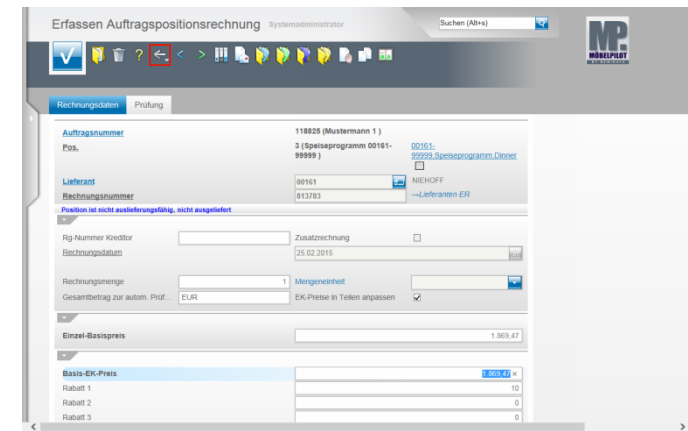 Erfassen Auftragspositionsrechnung Systemadministrator Suchen (Alt+s)
MP.
MÖBELPILOT
Rechnungsdaten Prüfung
Auftragsnummer 118825 (Mustermann 1 )
Pos. 3 (Speiseprogramm 00161- 00161-
99999 ) 99999.Speiseprogramm.Dinner
Lieferant 00161 NIEHOFF
Rechnungsnummer 813783 →Lieferanten ER
Position ist nicht auslieferungsfähig, nicht ausgeliefert
Rg-Nummer Kreditor Zusatzrechnung
Rechnungsdatum 25.02.2015
Rechnungsmenge 1 Mengeneinheit
Gesamtbetrag zur autom. Prüf... EUR EK-Preise in Teilen anpassen
Einzel-Basispreis 1.869,47
Basis-EK-Preis 1.869,47 ×
Rabatt 1 10
Rabatt 2 0
Rabatt 3 0